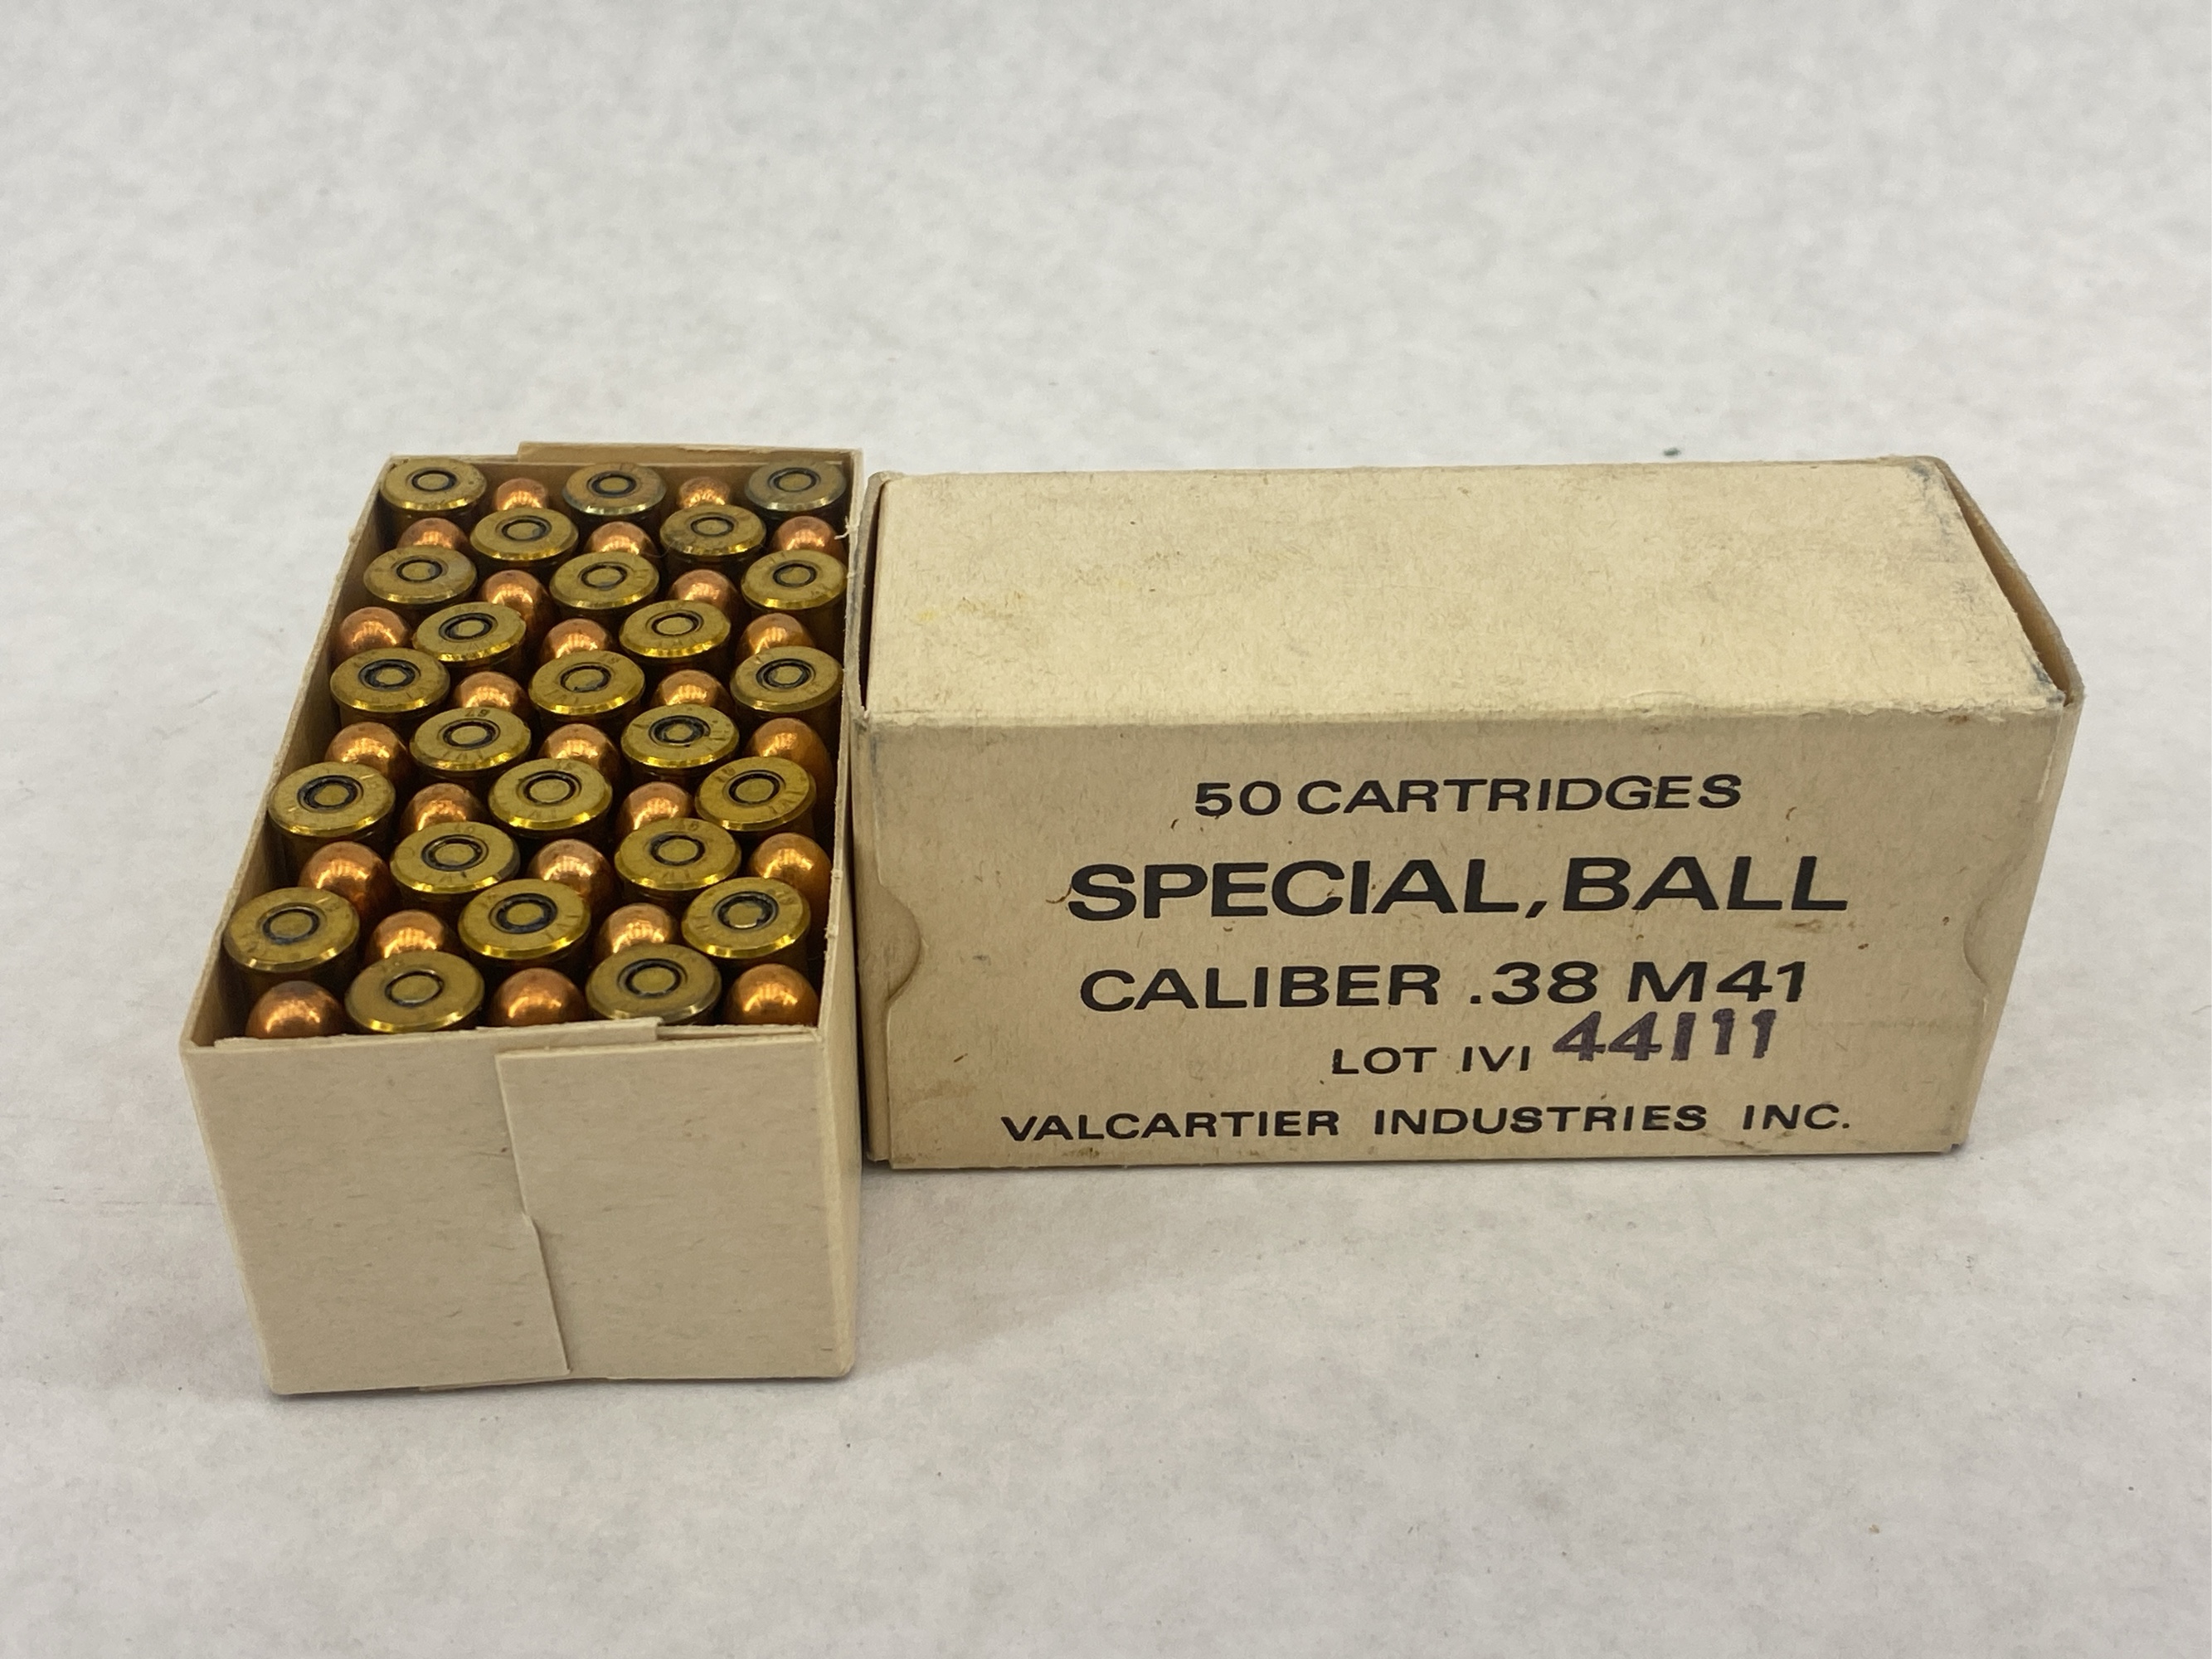 50 CARTRIDGES
SPECIAL, BALL
CALIBER .38 M41
LOT IVI 44111
VALCARTIER INDUSTRIES INC.